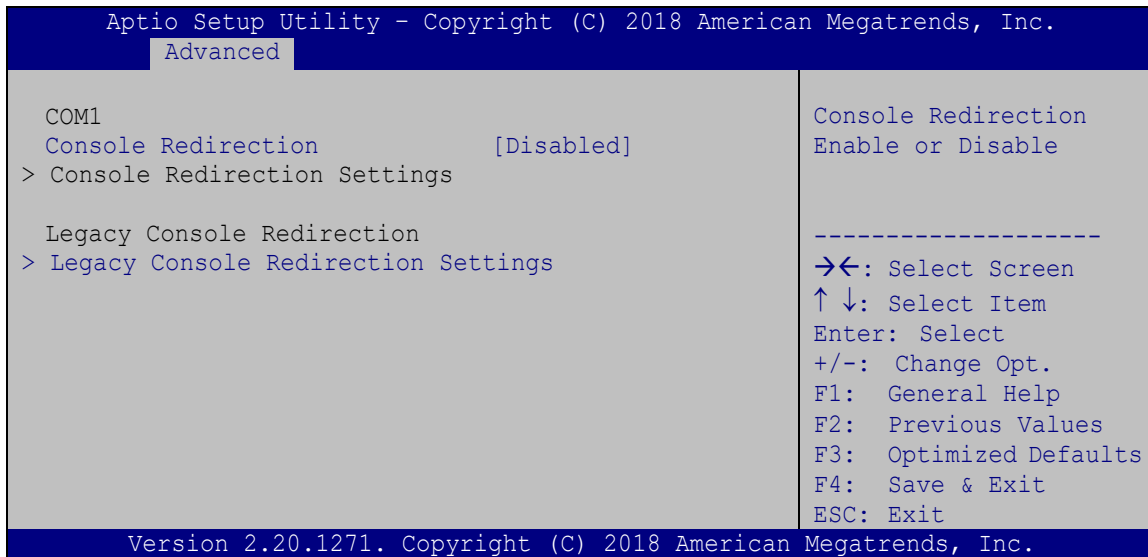 Aptio Setup Utility – Copyright (C) 2018 American Megatrends, Inc.
Advanced
COM1
Console Redirection [Disabled]
> Console Redirection Settings
Legacy Console Redirection
> Legacy Console Redirection Settings
Console Redirection
Enable or Disable
--------------------
→←: Select Screen
↑ ↓: Select Item
Enter: Select
+/-: Change Opt.
F1: General Help
F2: Previous Values
F3: Optimized Defaults
F4: Save & Exit
ESC: Exit
Version 2.20.1271. Copyright (C) 2018 American Megatrends, Inc.